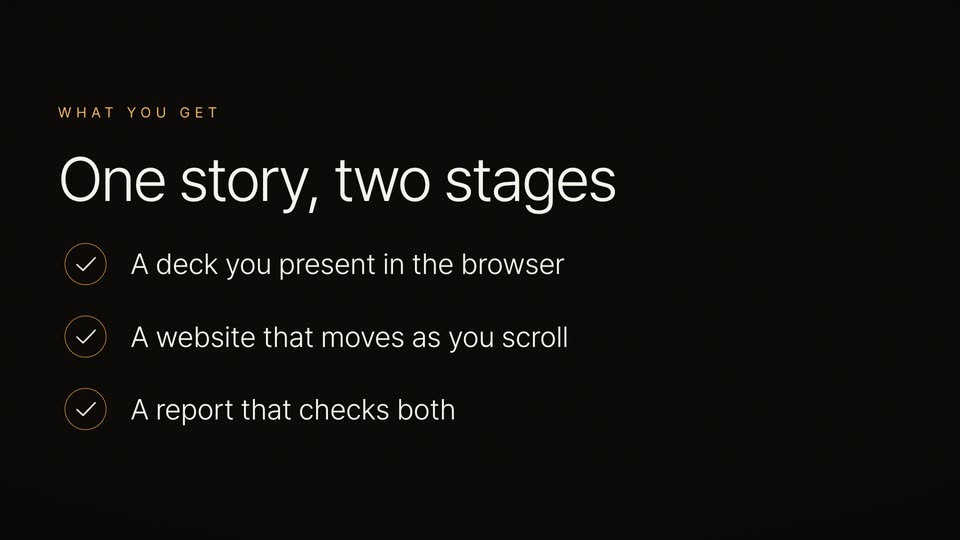 WHAT YOU GET
One story, two stages
A deck you present in the browser
A website that moves as you scroll
A report that checks both